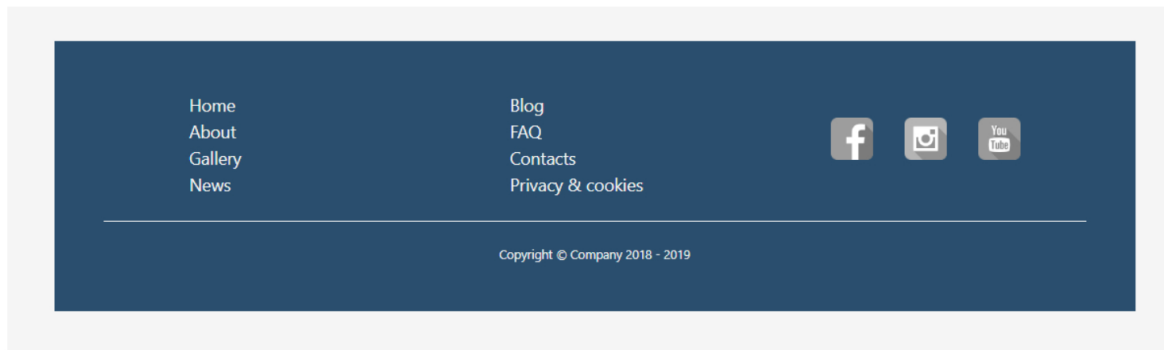 Home
About
Gallery
News
Blog
FAQ
Contacts
Privacy & cookies
f
You
Tube
Copyright © Company 2018 - 2019